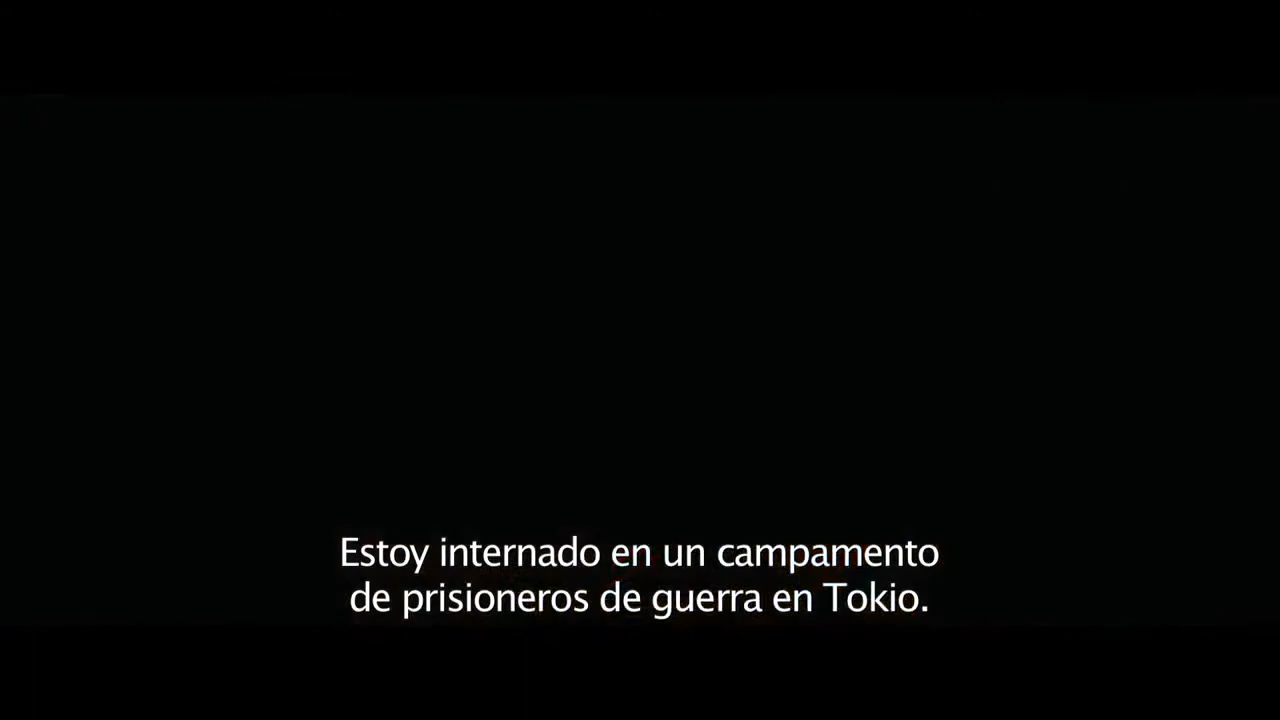 Estoy internado en un campamento
de prisioneros de guerra en Tokio.